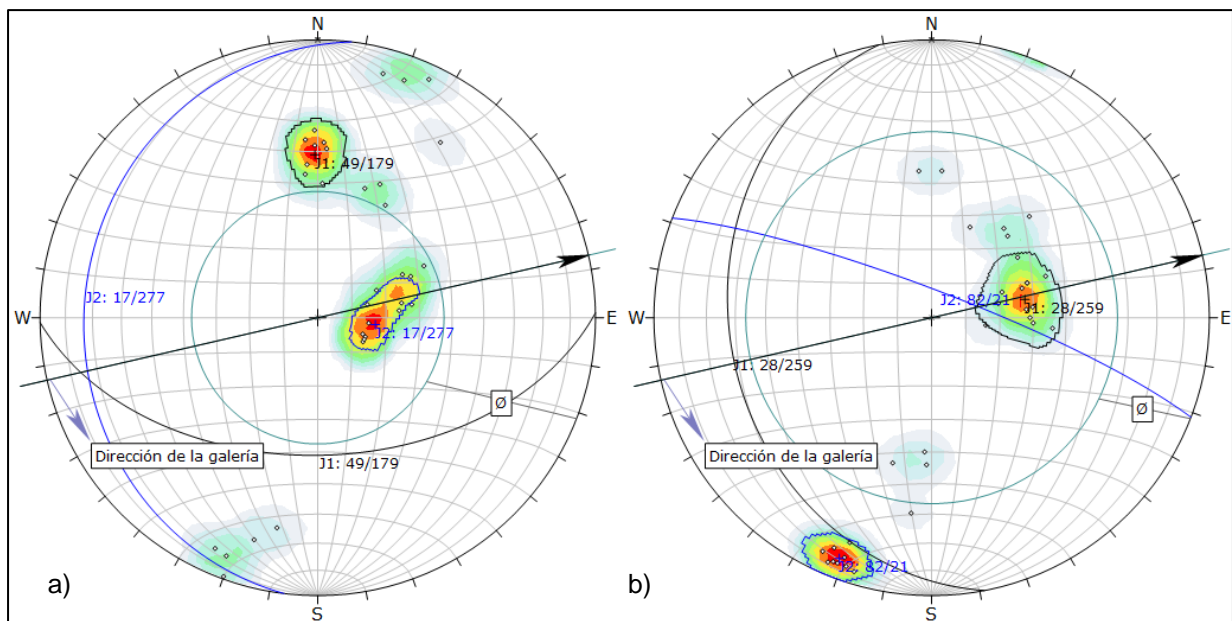 N
J1: 49/179
J2: 17/277
J2: 17/277
W
E
Ø
Dirección de la galería
J1: 49/179
S
a)
N
J2: 82/21
J1: 28/259
W
E
J1: 28/259
Ø
Dirección de la galería
J2: 82/21
S
b)